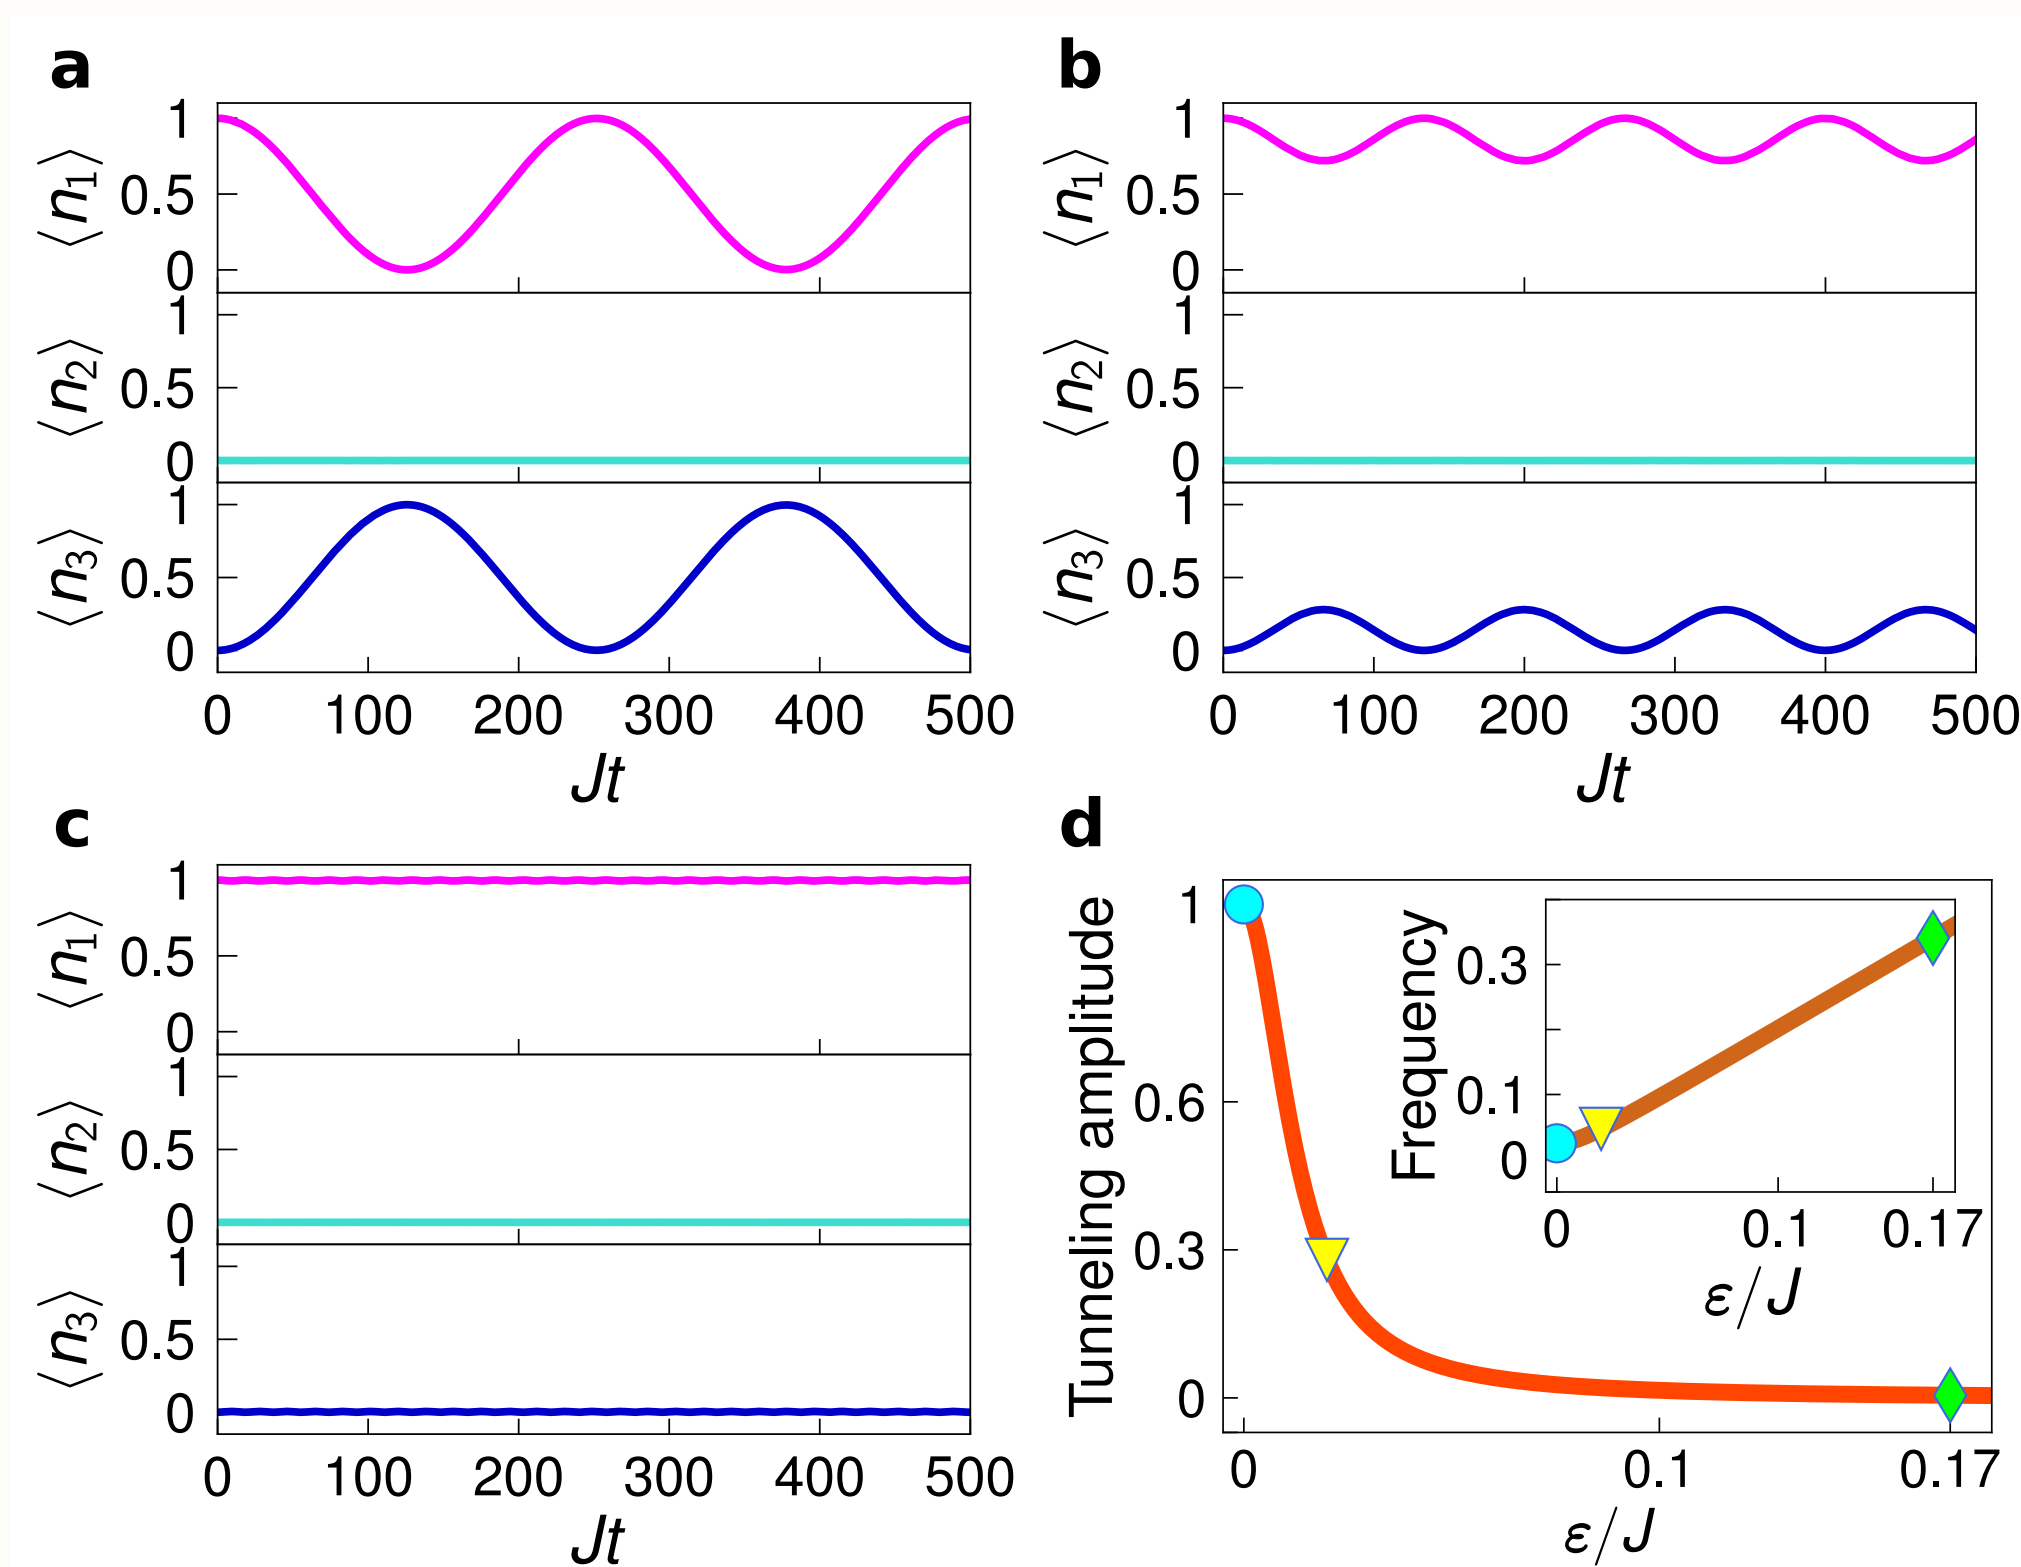 a
⟨n₁⟩
1
0.5
0
⟨n₂⟩
1
0.5
0
⟨n₃⟩
1
0.5
0
0 100 200 300 400 500
Jt
b
⟨n₁⟩
1
0.5
0
⟨n₂⟩
1
0.5
0
⟨n₃⟩
1
0.5
0
0 100 200 300 400 500
Jt
c
⟨n₁⟩
1
0.5
0
⟨n₂⟩
1
0.5
0
⟨n₃⟩
1
0.5
0
0 100 200 300 400 500
Jt
d
Tunneling amplitude
1
0.6
0.3
0
0 0.1 0.17
ε/J
Frequency
0.3
0.1
0
0 0.1 0.17
ε/J